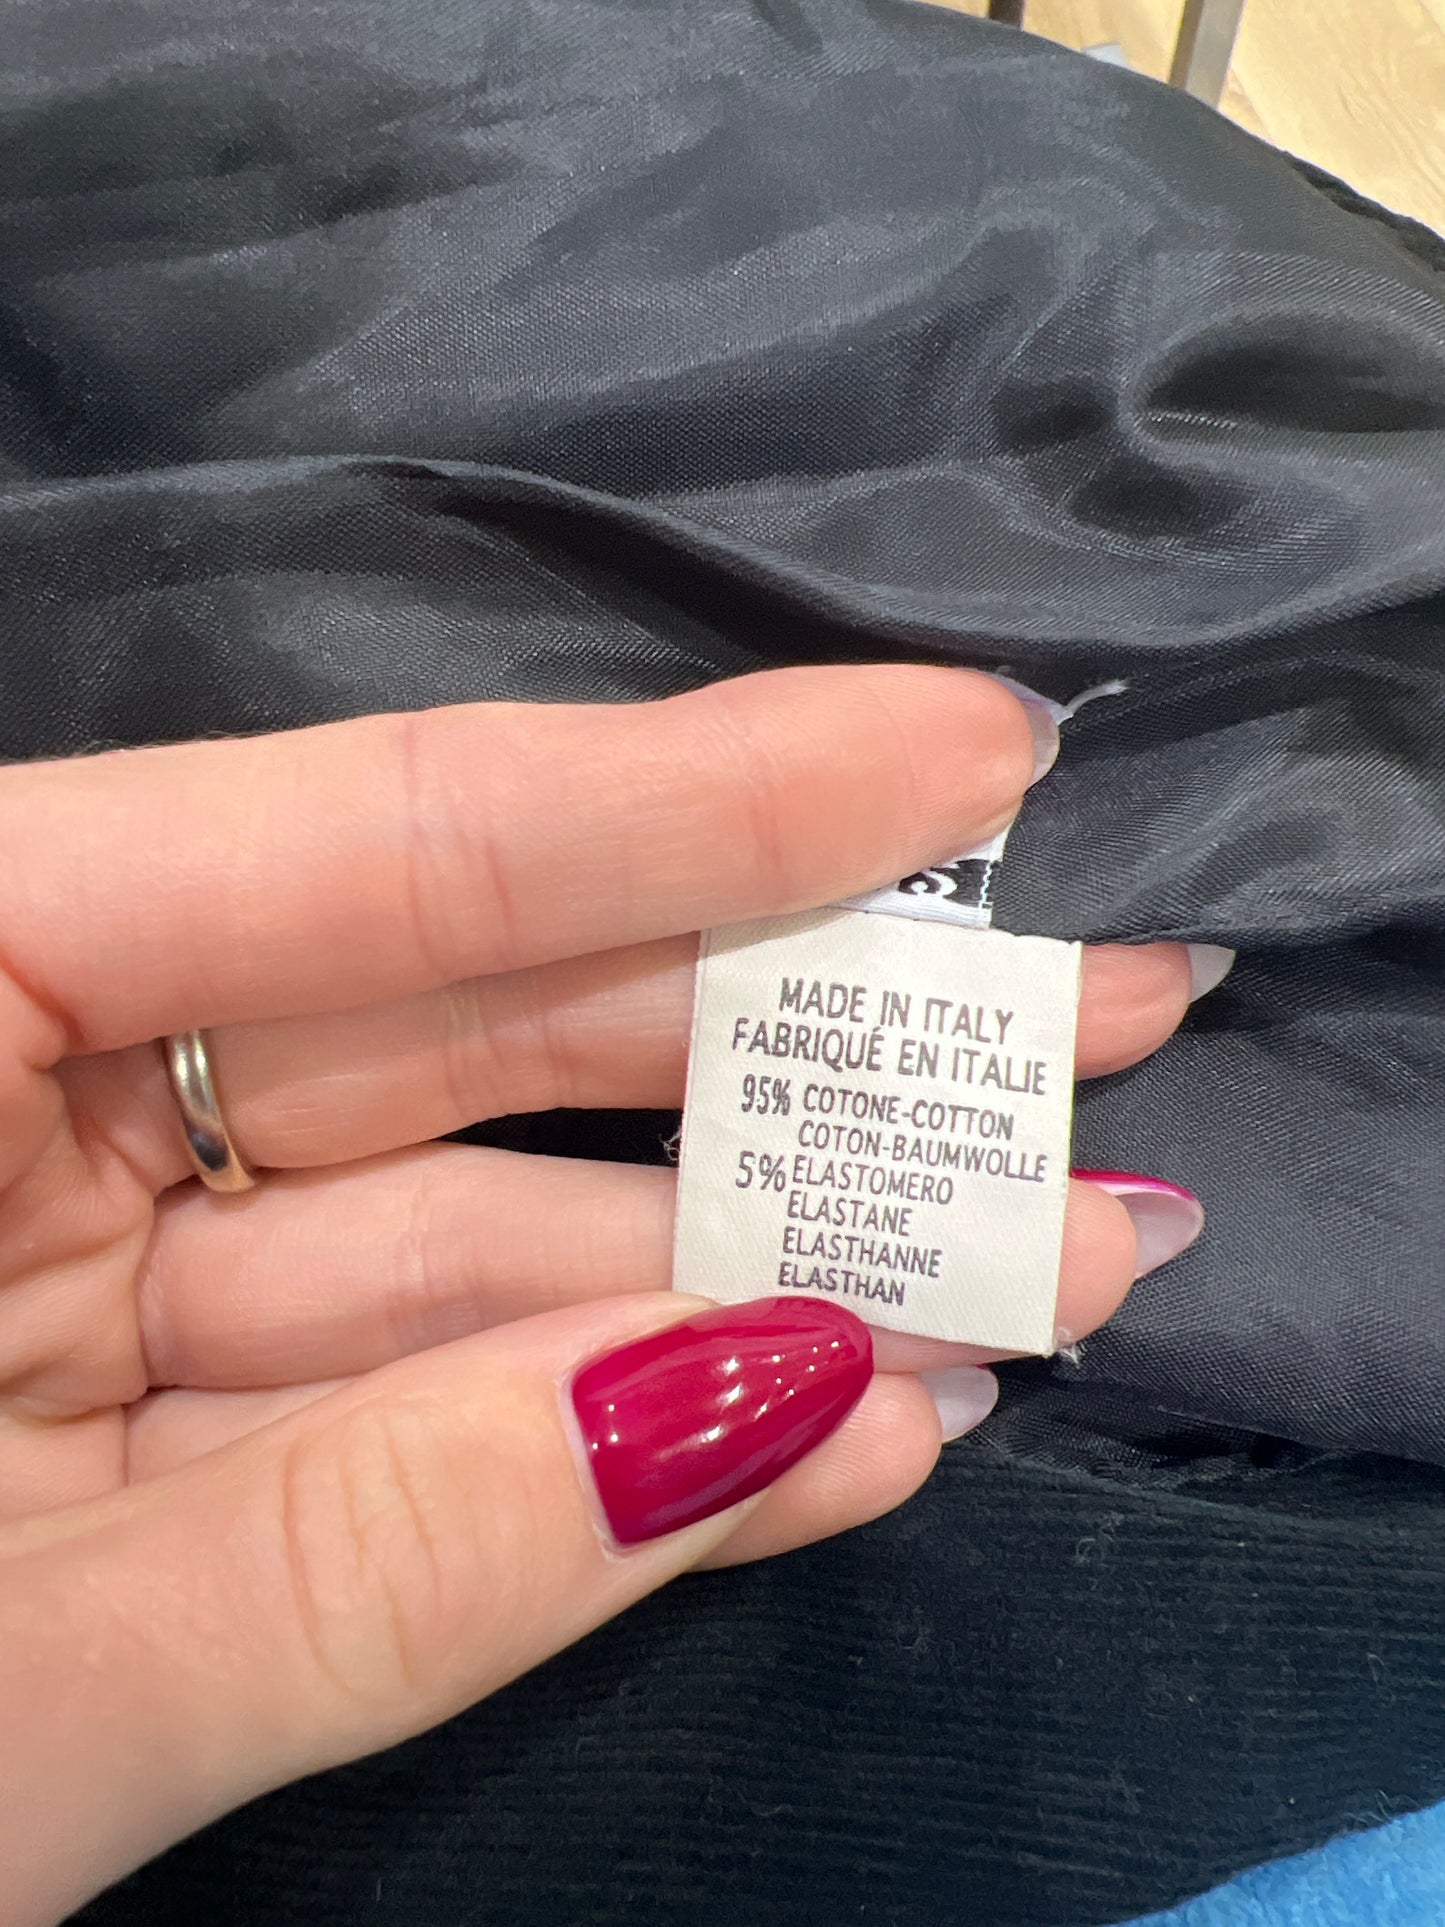 S
MADE IN ITALY
FABRIQUÉ EN ITALIE
95% COTONE-COTTON
COTON-BAUMWOLLE
5% ELASTOMERO
ELASTANE
ELASTHANNE
ELASTHAN